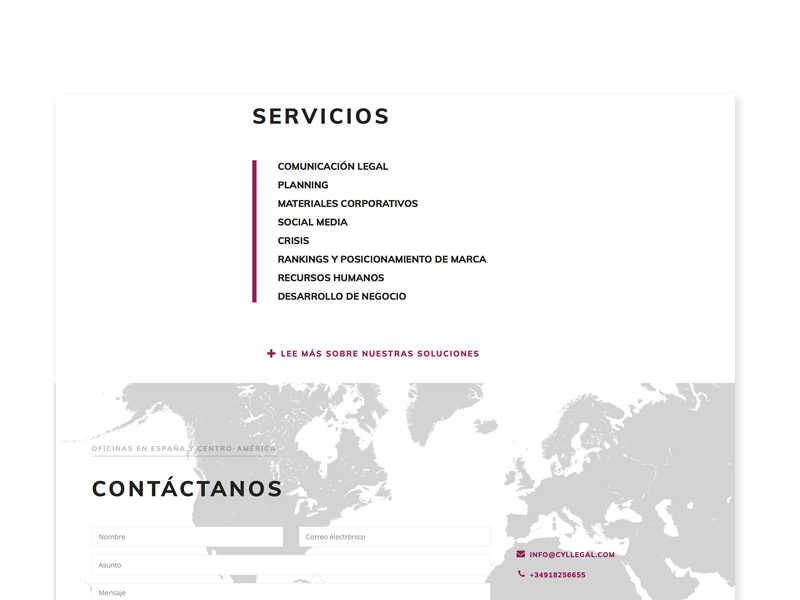 SERVICIOS
COMUNICACIÓN LEGAL
PLANNING
MATERIALES CORPORATIVOS
SOCIAL MEDIA
CRISIS
RANKINGS Y POSICIONAMIENTO DE MARCA
RECURSOS HUMANOS
DESARROLLO DE NEGOCIO
LEE MÁS SOBRE NUESTRAS SOLUCIONES
OFICINAS EN ESPAÑA Y CENTRO-AMÉRICA
CONTÁCTANOS
Nombre
Correo electrónico
Asunto
Mensaje
INFO@CYLLEGAL.COM
+34918256655